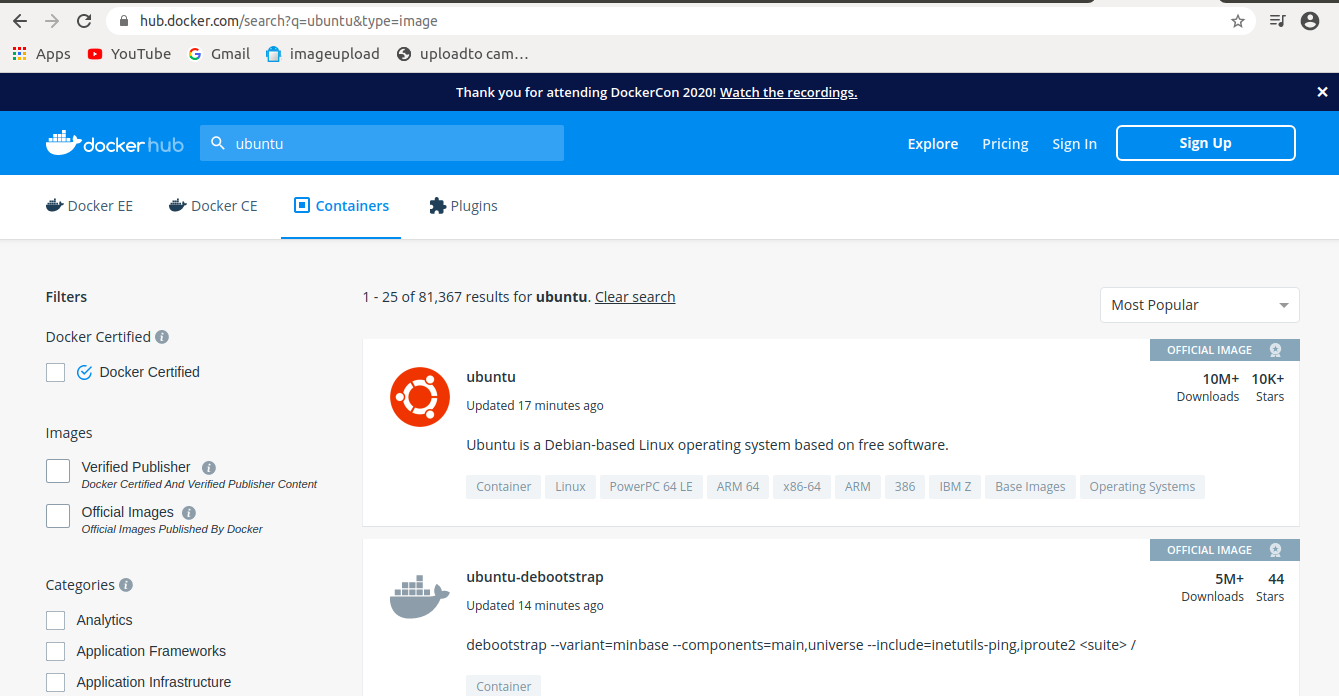 hub.docker.com/search?q=ubuntu&type=image
Apps YouTube Gmail imageupload uploadto cam…
Thank you for attending DockerCon 2020! Watch the recordings.
docker hub ubuntu Explore Pricing Sign In Sign Up
Docker EE Docker CE Containers Plugins
Filters
1 - 25 of 81,367 results for ubuntu. Clear search
Most Popular
Docker Certified
Docker Certified
Images
Verified Publisher
Docker Certified And Verified Publisher Content
Official Images
Official Images Published By Docker
Categories
Analytics
Application Frameworks
Application Infrastructure
OFFICIAL IMAGE
ubuntu
10M+ 10K+
Downloads Stars
Updated 17 minutes ago
Ubuntu is a Debian-based Linux operating system based on free software.
Container Linux PowerPC 64 LE ARM 64 x86-64 ARM 386 IBM Z Base Images Operating Systems
OFFICIAL IMAGE
ubuntu-debootstrap
5M+ 44
Downloads Stars
Updated 14 minutes ago
debootstrap --variant=minbase --components=main,universe --include=inetutils-ping,iproute2 <suite> /
Container